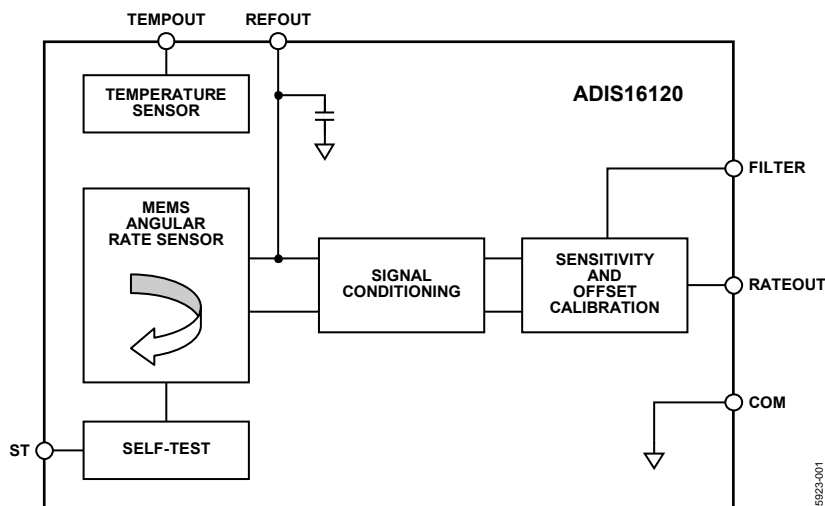 TEMPOUT REFOUT
TEMPERATURE
SENSOR
ADIS16120
FILTER
MEMS
ANGULAR
RATE SENSOR
SIGNAL
CONDITIONING
SENSITIVITY
AND
OFFSET
CALIBRATION
RATEOUT
COM
ST
SELF-TEST
5923-001